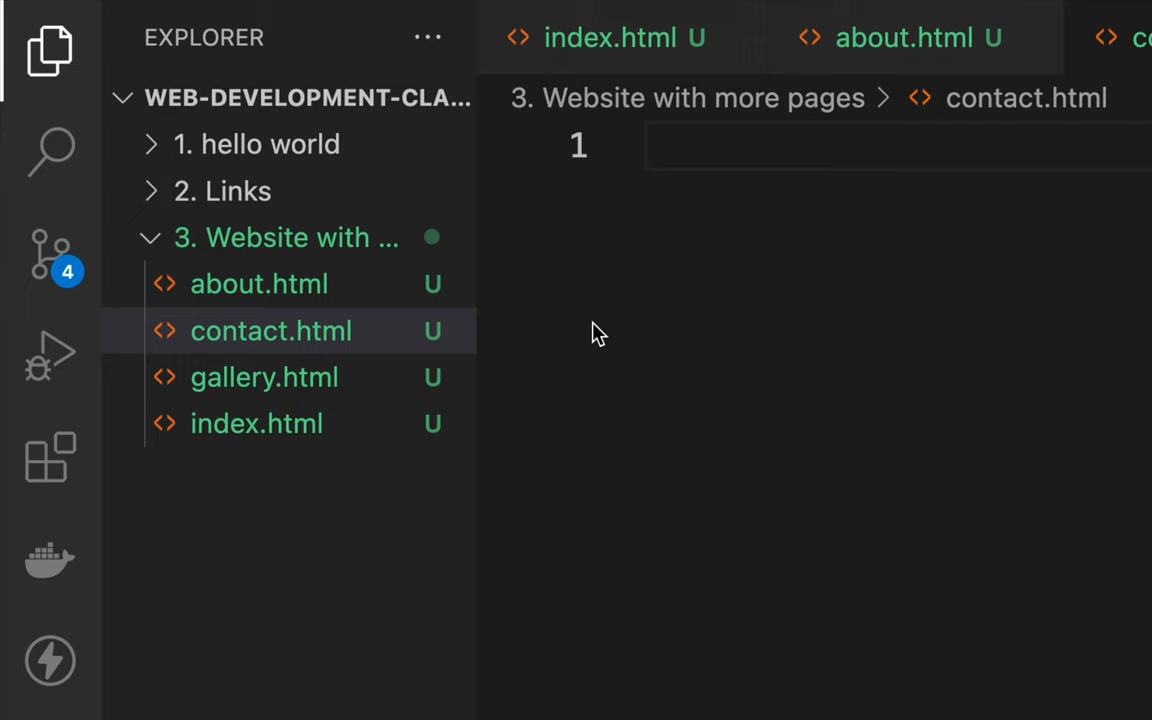 EXPLORER ...
WEB-DEVELOPMENT-CLA...
1. hello world
2. Links
3. Website with ...
about.html U
contact.html U
gallery.html U
index.html U
4
index.html U
about.html U
co
3. Website with more pages > contact.html
1